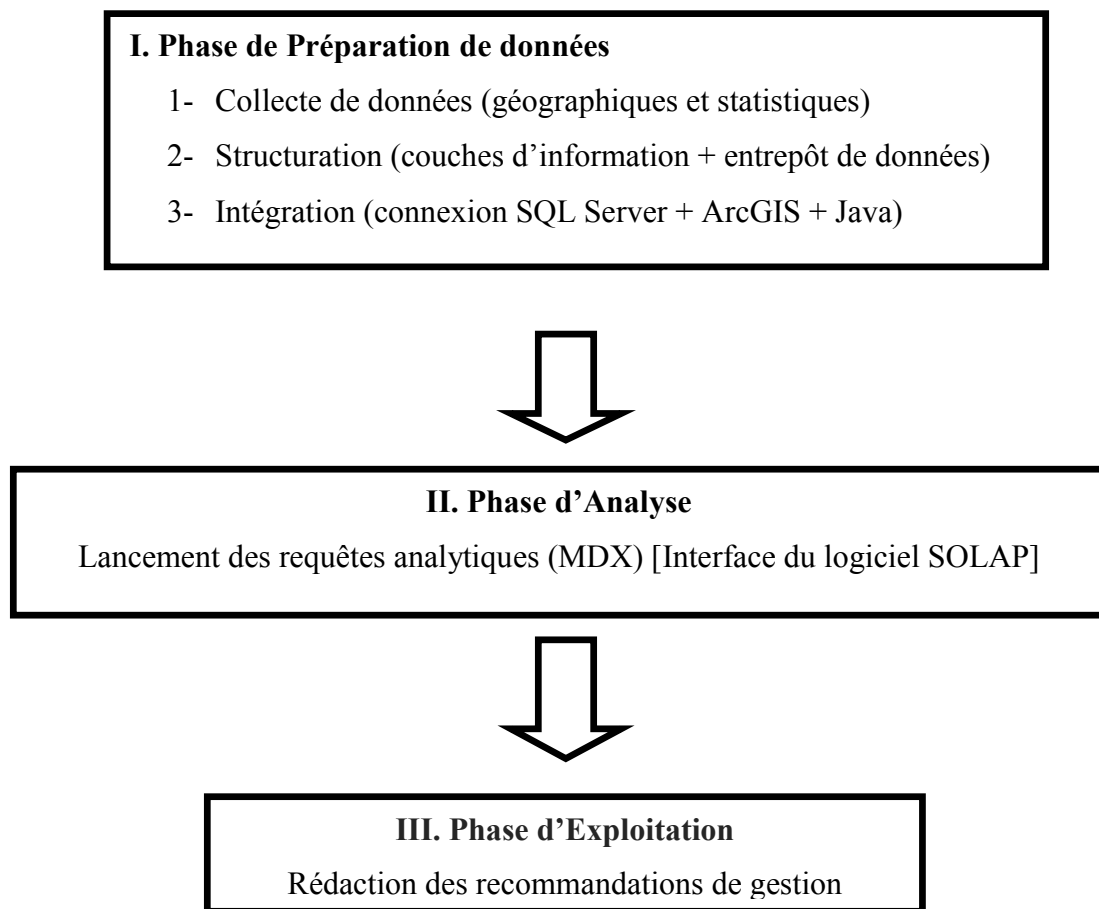 I. Phase de Préparation de données
1- Collecte de données (géographiques et statistiques)
2- Structuration (couches d’information + entrepôt de données)
3- Intégration (connexion SQL Server + ArcGIS + Java)
II. Phase d’Analyse
Lancement des requêtes analytiques (MDX) [Interface du logiciel SOLAP]
III. Phase d’Exploitation
Rédaction des recommandations de gestion